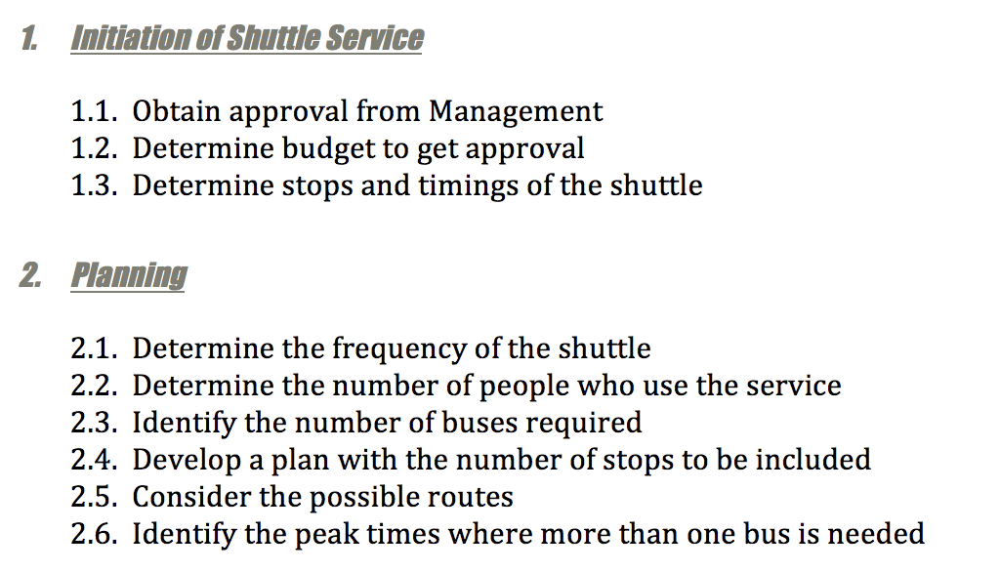 1. Initiation of Shuttle Service
1.1. Obtain approval from Management
1.2. Determine budget to get approval
1.3. Determine stops and timings of the shuttle
2. Planning
2.1. Determine the frequency of the shuttle
2.2. Determine the number of people who use the service
2.3. Identify the number of buses required
2.4. Develop a plan with the number of stops to be included
2.5. Consider the possible routes
2.6. Identify the peak times where more than one bus is needed